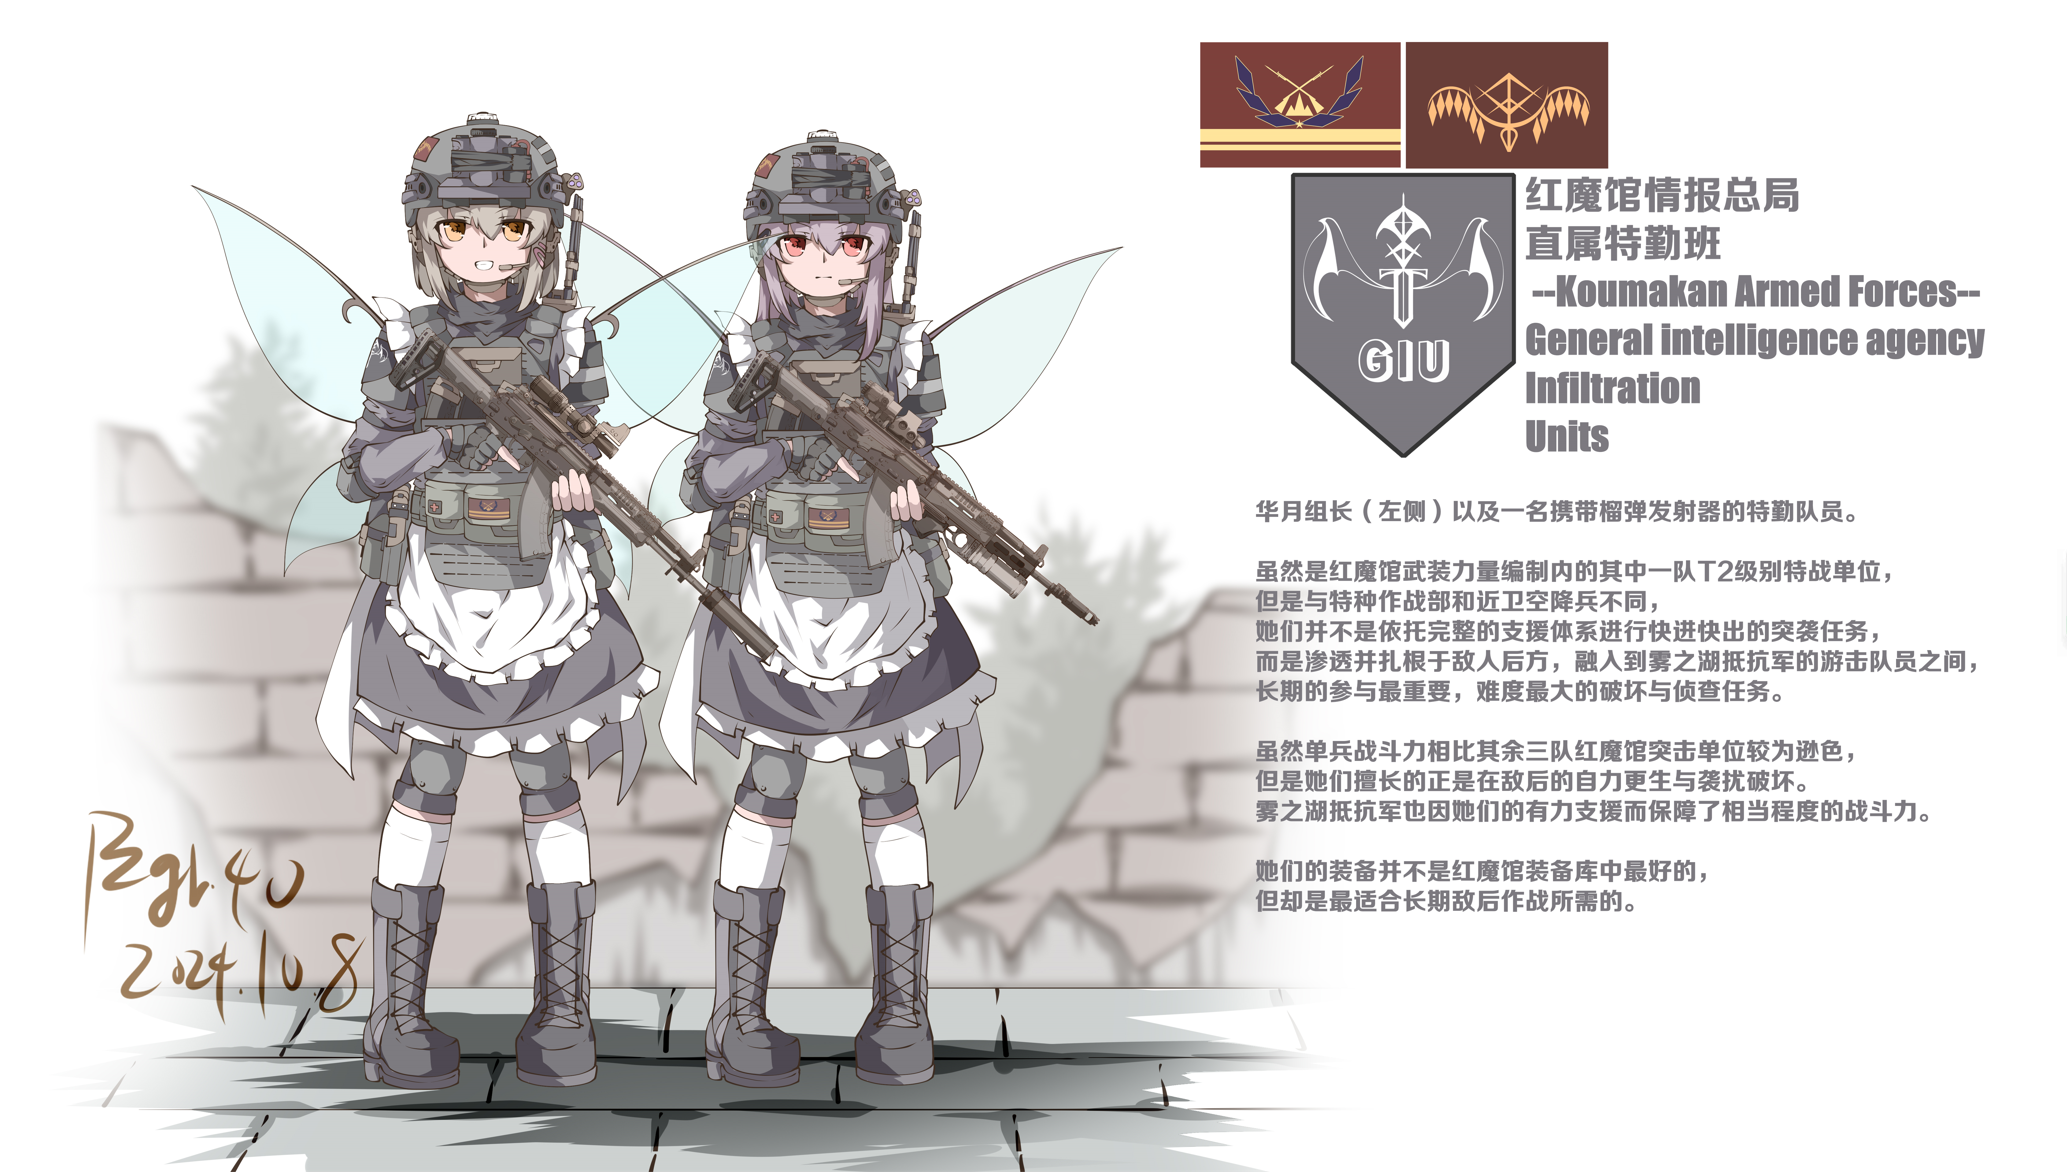 红魔馆情报总局
直属特勤班
--Koumakan Armed Forces--
General intelligence agency
Infiltration
Units
GIU
华月组长（左侧）以及一名携带榴弹发射器的特勤队员。
虽然是红魔馆武装力量编制内的其中一队T2级别特战单位，
但是与特种作战部和近卫空降兵不同，
她们并不是依托完整的支援体系进行快进快出的突袭任务，
而是渗透并扎根于敌人后方，融入到雾之湖抵抗军的游击队员之间，
长期的参与最重要，难度最大的破坏与侦查任务。
虽然单兵战斗力相比其余三队红魔馆突击单位较为逊色，
但是她们擅长的正是在敌后的自力更生与袭扰破坏。
雾之湖抵抗军也因她们的有力支援而保障了相当程度的战斗力。
她们的装备并不是红魔馆装备库中最好的，
但却是最适合长期敌后作战所需的。
2024.10.8